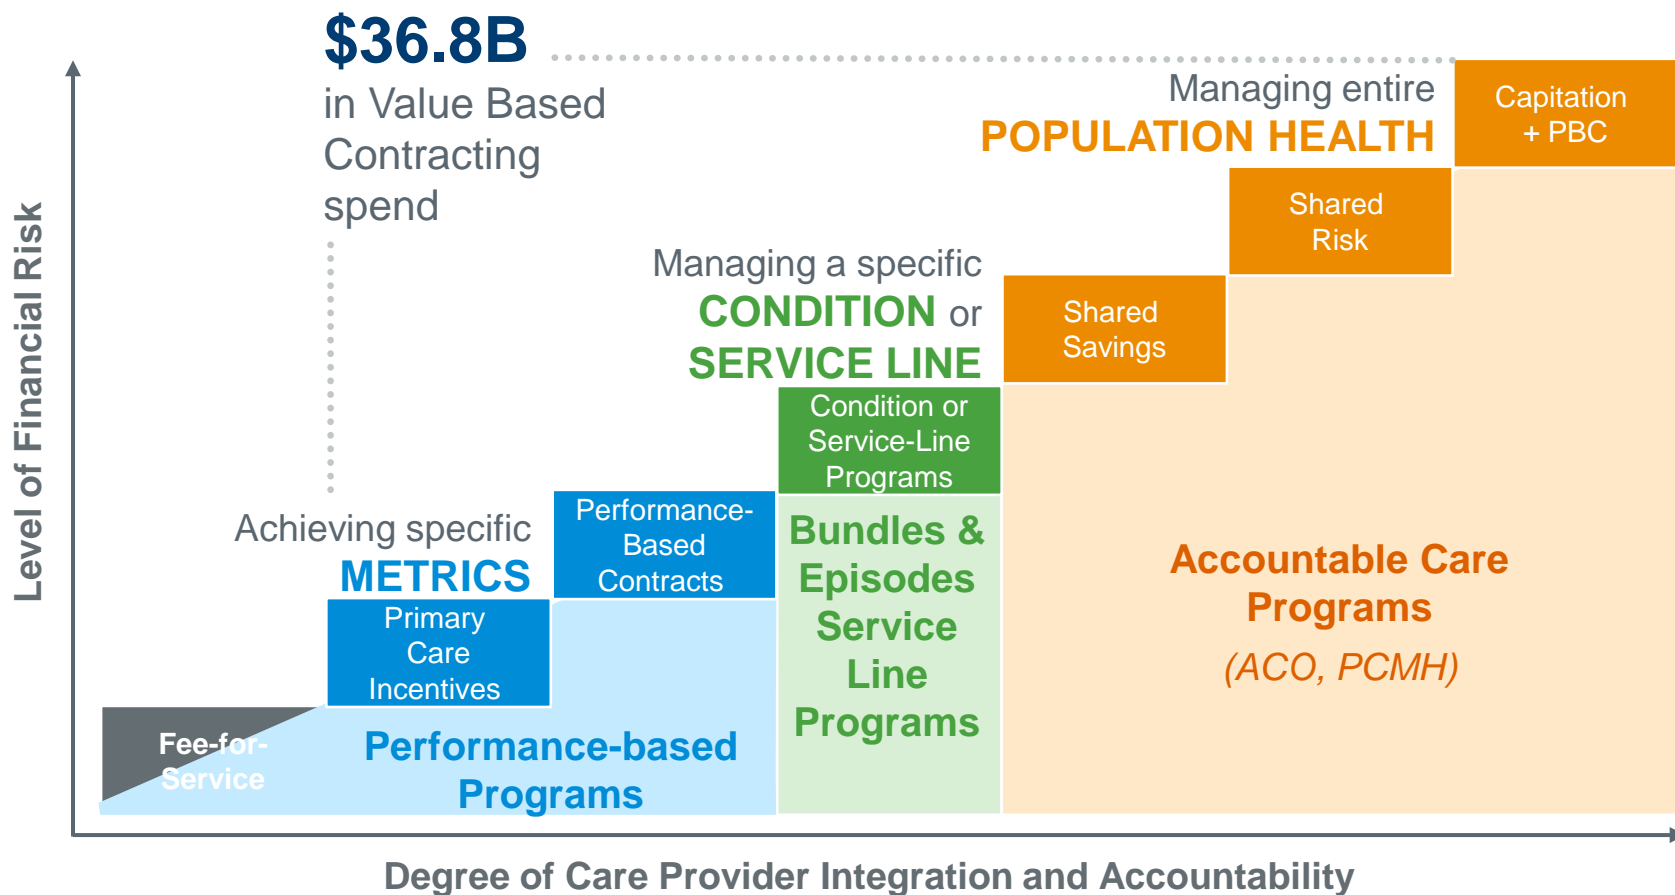 $36.8B
in Value Based
Contracting
spend
Managing entire
POPULATION HEALTH
Capitation
+ PBC
Shared
Risk
Managing a specific
CONDITION or
SERVICE LINE
Shared
Savings
Condition or
Service-Line
Programs
Achieving specific
METRICS
Performance-
Based
Contracts
Primary
Care
Incentives
Fee-for-
Service
Performance-based
Programs
Bundles &
Episodes
Service
Line
Programs
Accountable Care
Programs
(ACO, PCMH)
Level of Financial Risk
Degree of Care Provider Integration and Accountability